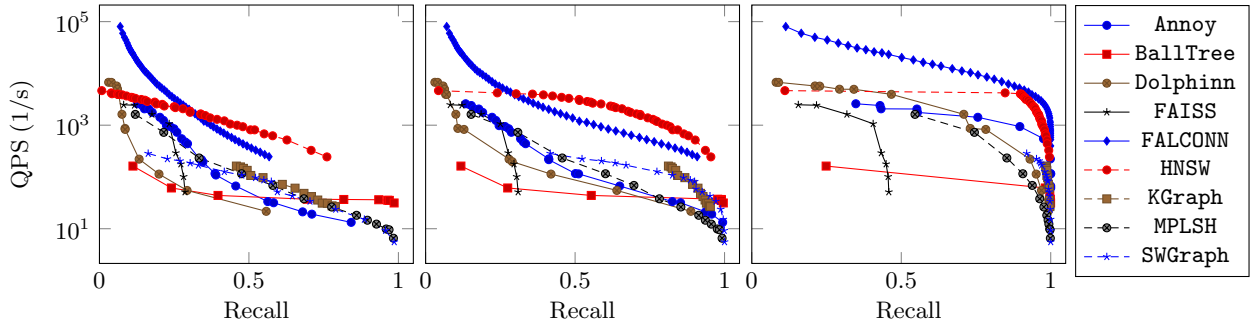 QPS (1/s)
10^5
10^3
10^1
0 0.5 1
Recall
0 0.5 1
Recall
0 0.5 1
Recall
Annoy
BallTree
Dolphinn
FAISS
FALCONN
HNSW
KGraph
MPLSH
SWGraph